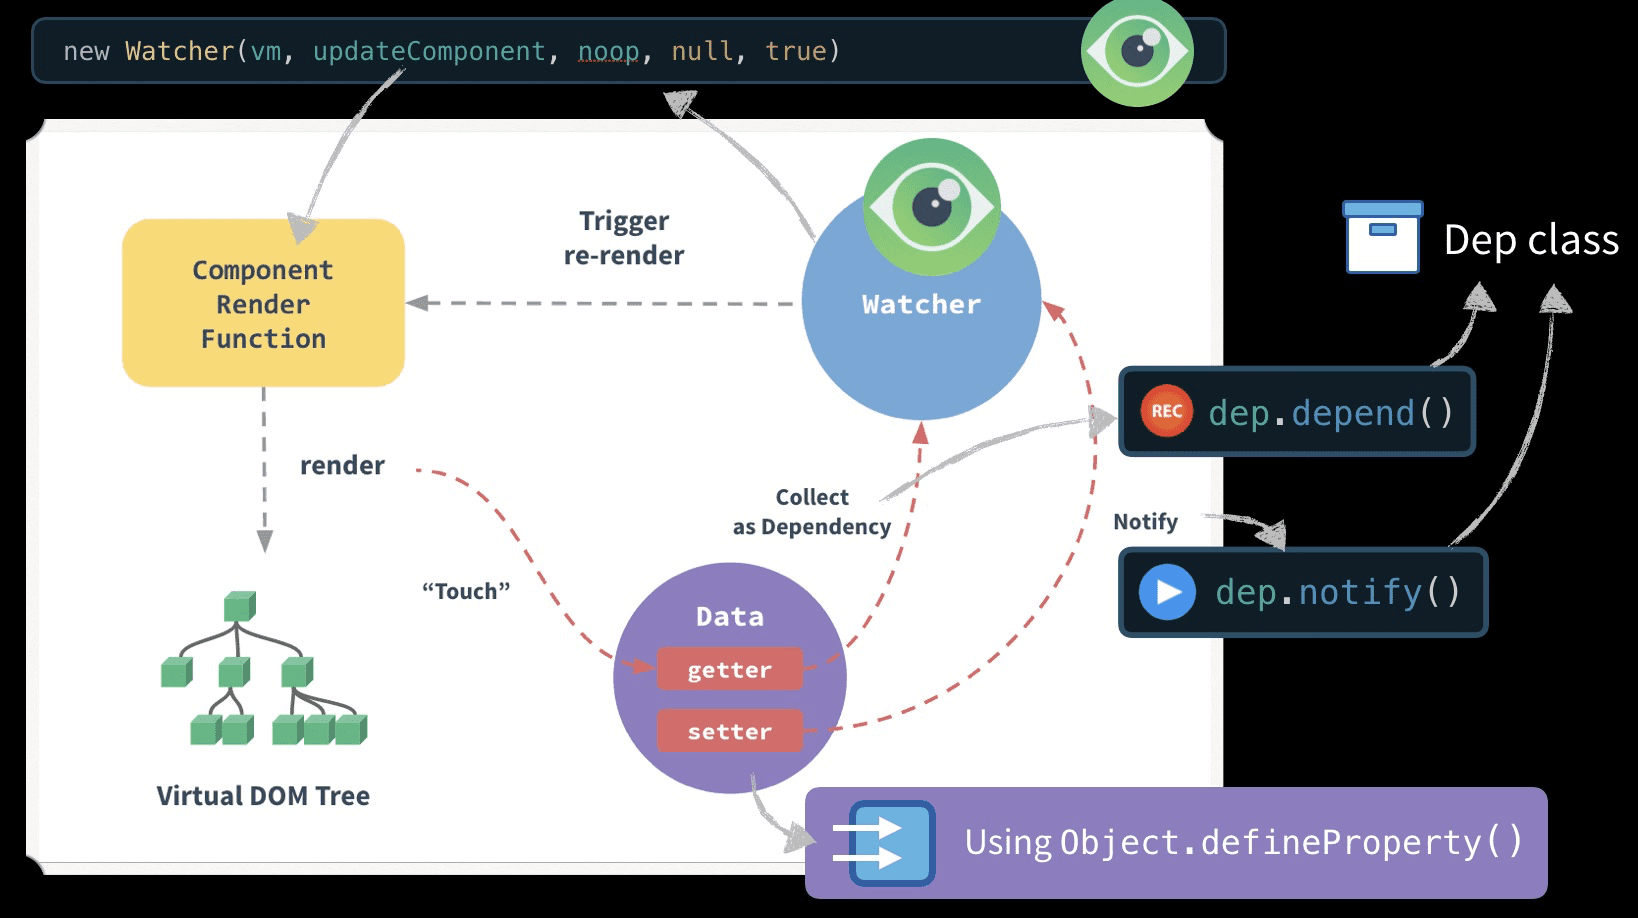 new Watcher(vm, updateComponent, noop, null, true)
Trigger
re-render
Component
Render
Function
Watcher
Dep class
REC dep.depend()
render
Collect
as Dependency
Notify
“Touch”
dep.notify()
Data
getter
setter
Virtual DOM Tree
Using Object.defineProperty()